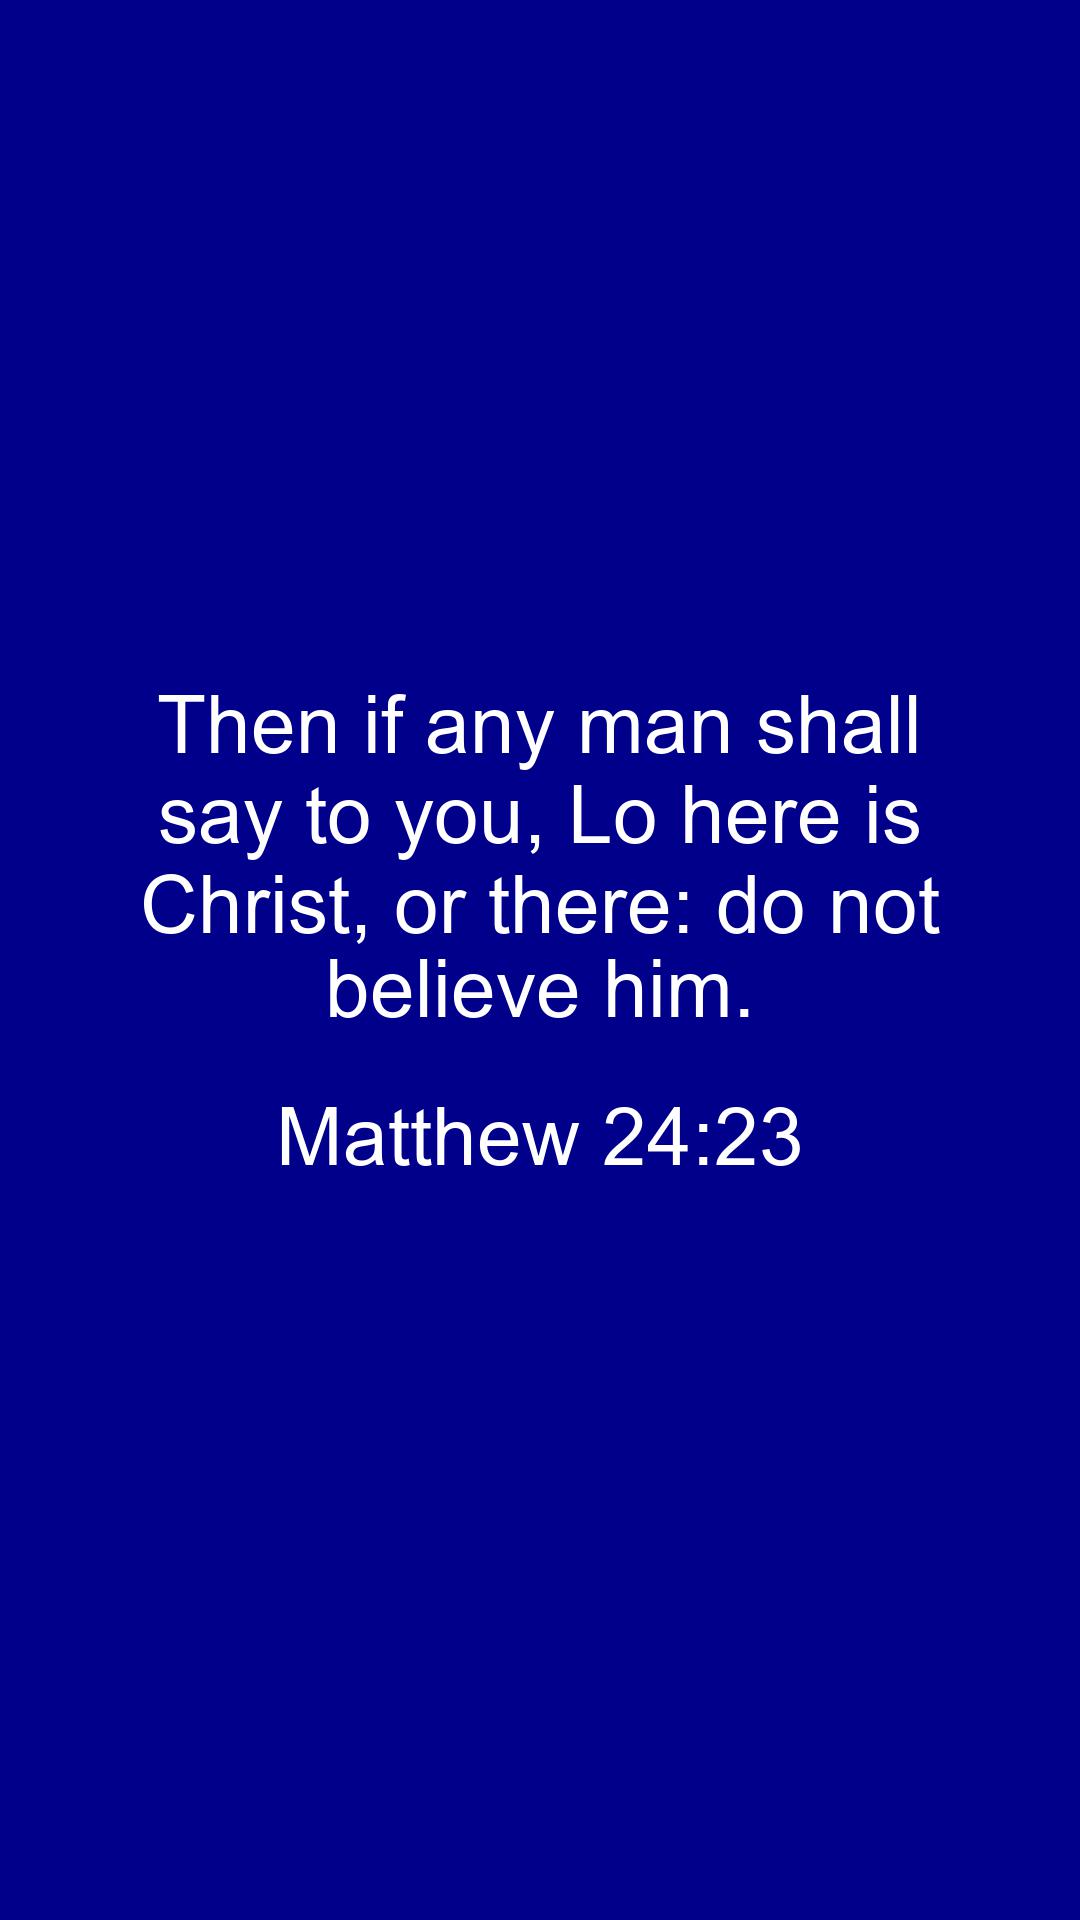 Then if any man shall
say to you, Lo here is
Christ, or there: do not
believe him.
Matthew 24:23